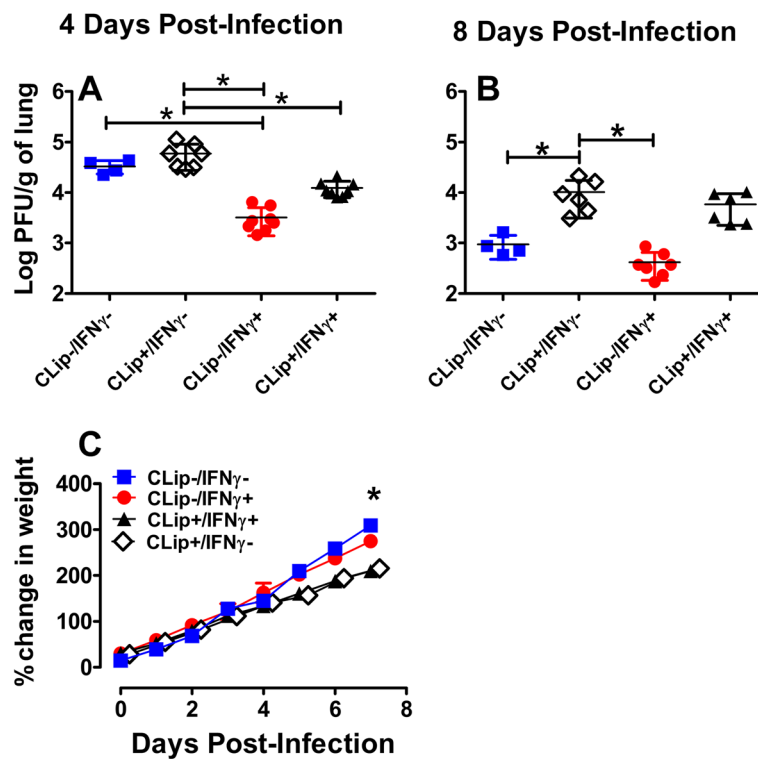 4 Days Post-Infection
8 Days Post-Infection
A
Log PFU/g of lung
6
5
4
3
2
*
*
*
CLip-/IFNγ-
CLip+/IFNγ-
CLip-/IFNγ+
CLip+/IFNγ+
B
6
5
4
3
2
*
*
CLip-/IFNγ-
CLip+/IFNγ-
CLip-/IFNγ+
CLip+/IFNγ+
C
% change in weight
400
300
200
100
0
CLip-/IFNγ-
CLip-/IFNγ+
CLip+/IFNγ+
CLip+/IFNγ-
*
0 2 4 6 8
Days Post-Infection